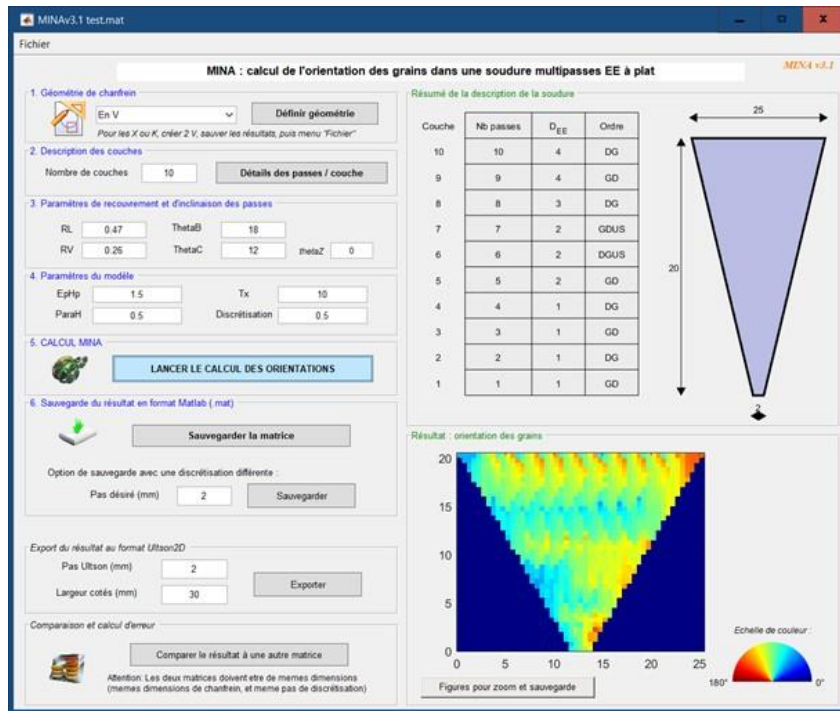 MINAv3.1 test.mat
Fichier
MINA : calcul de l'orientation des grains dans une soudure multipasses EE à plat
MINA v3.1
1. Géométrie de chanfrein
En V
Définir géométrie
Pour les X ou K, créer 2 V, sauver les résultats, puis menu "Fichier"
2. Description des couches
Nombre de couches 10
Détails des passes / couche
3. Paramètres de recouvrement et d'inclinaison des passes
RL 0.47 ThetaB 18
RV 0.26 ThetaC 12 thetaZ 0
4. Paramètres du modèle
EpHp 1.5 Tx 10
ParaH 0.5 Discrétisation 0.5
5. CALCUL MINA
LANCER LE CALCUL DES ORIENTATIONS
6. Sauvegarde du résultat en format Matlab (.mat)
Sauvegarder la matrice
Option de sauvegarde avec une discrétisation différente :
Pas désiré (mm) 2 Sauvegarder
Export du résultat au format Ultson2D
Pas Ultson (mm) 2
Largeur cotés (mm) 30
Exporter
Comparaison et calcul d'erreur
Comparer le résultat à une autre matrice
Attention: Les deux matrices doivent etre de memes dimensions
(memes dimensions de chanfrein, et meme pas de discrétisation)
Résumé de la description de la soudure
Couche Nb passes DEE Ordre
10 10 4 DG
9 9 4 GD
8 8 3 DG
7 7 2 GDUS
6 6 2 DGUS
5 5 2 GD
4 4 1 DG
3 3 1 GD
2 2 1 DG
1 1 1 GD
25
20
2
Résultat : orientation des grains
20
15
10
5
0
0 5 10 15 20 25
Echelle de couleur :
180° 0°
Figures pour zoom et sauvegarde